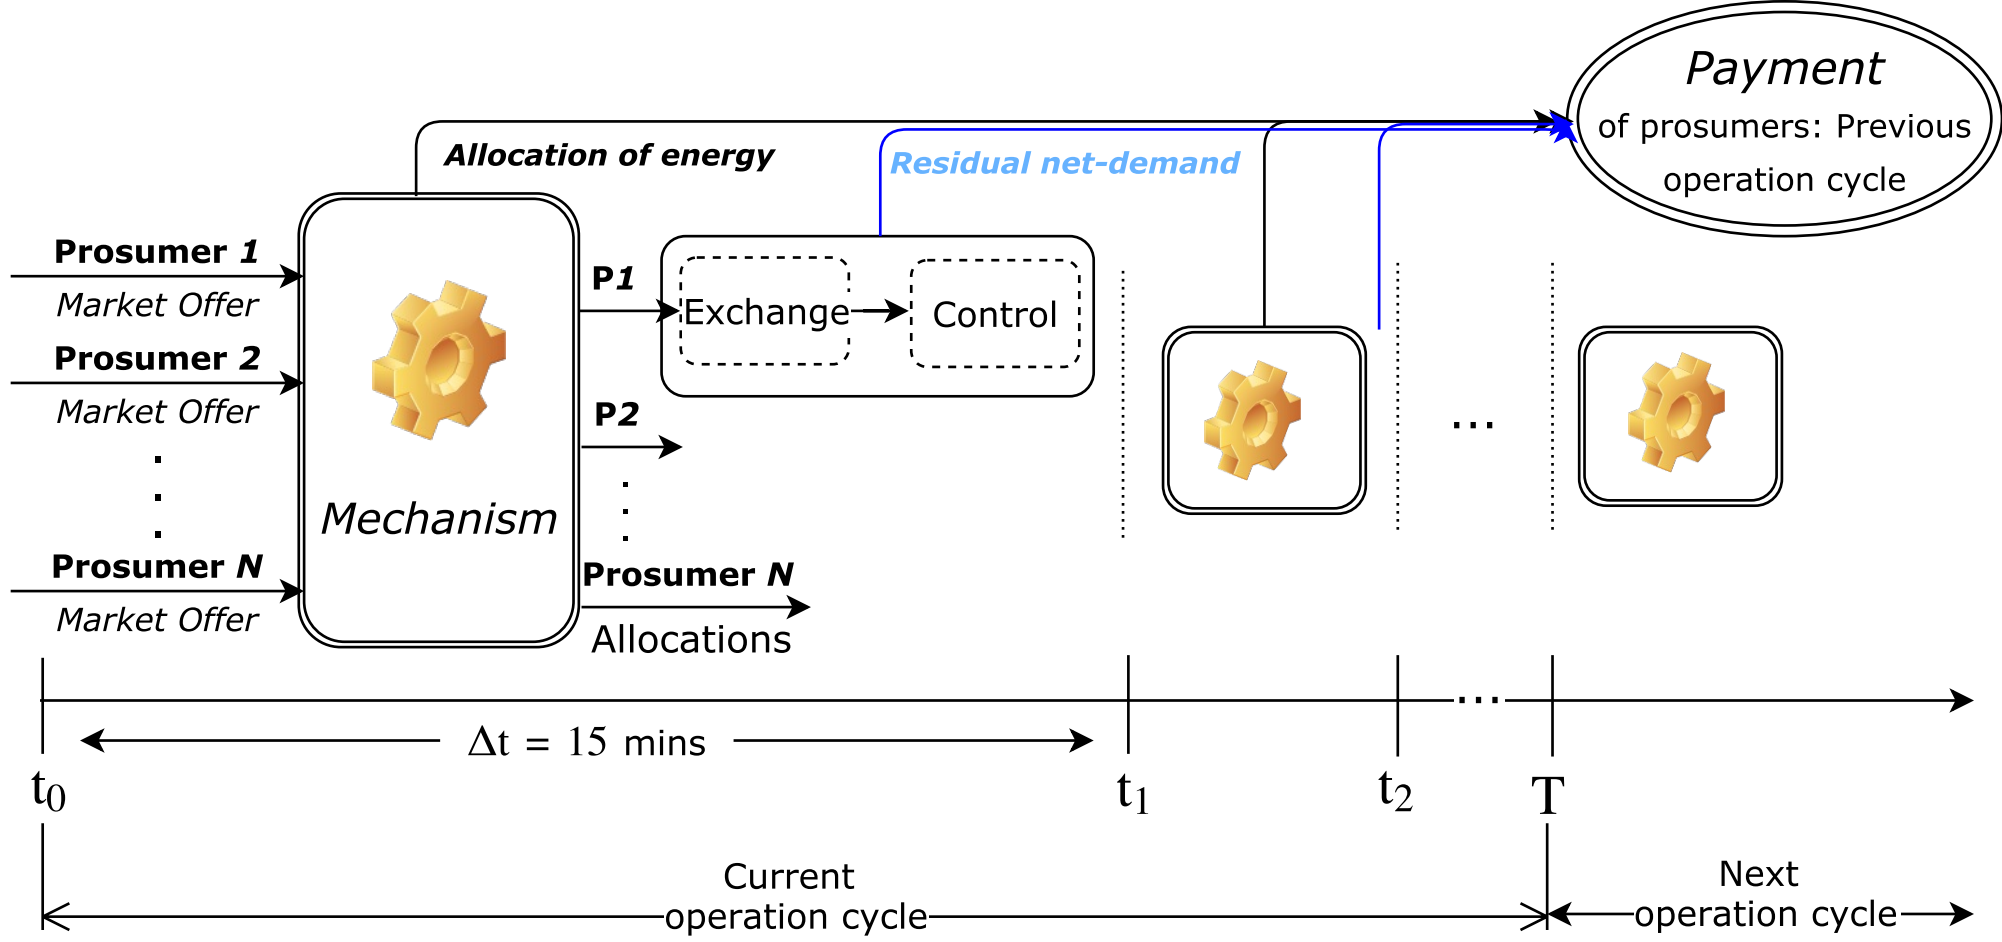 Payment
of prosumers: Previous
operation cycle
Allocation of energy
Residual net-demand
Prosumer 1
Market Offer
Prosumer 2
Market Offer
.
.
.
Prosumer N
Market Offer
Mechanism
P1
Exchange
Control
P2
.
.
.
Prosumer N
Allocations
...
...
Δt = 15 mins
t0
t1
t2
T
Current
operation cycle
Next
operation cycle